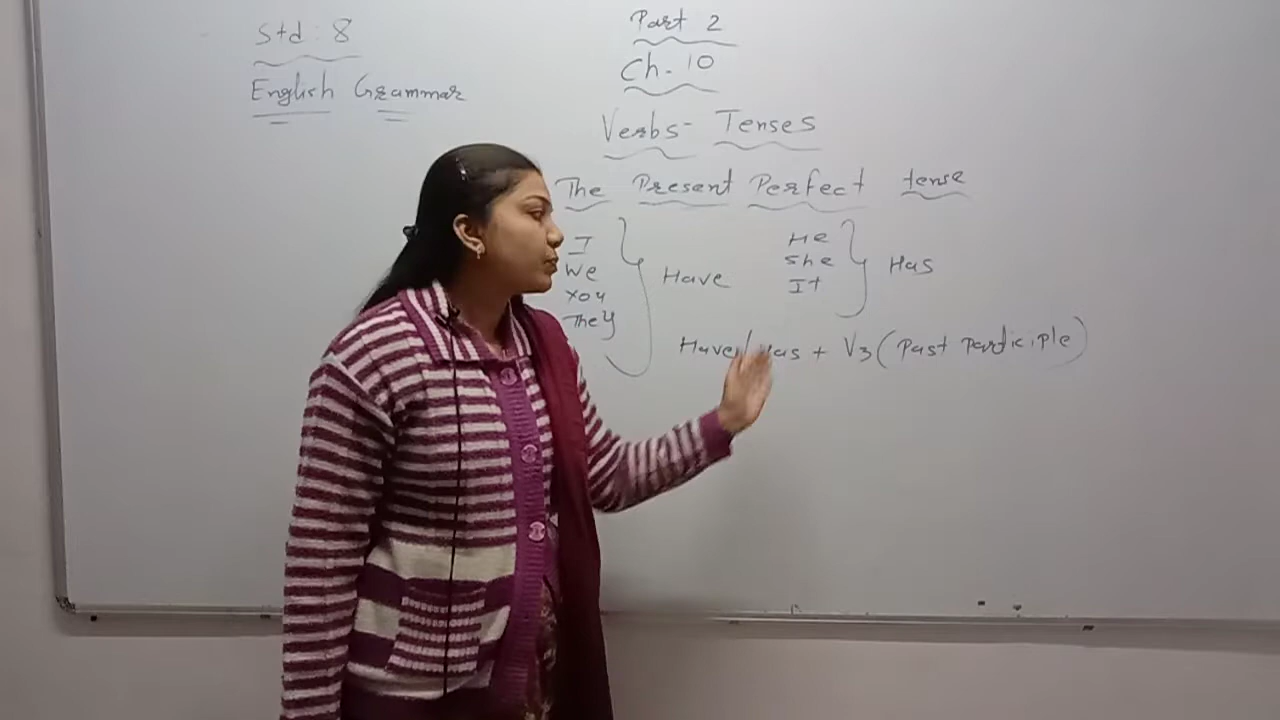 Std : 8
English Grammar
Part 2
Ch. 10
Verbs - Tenses
The Present Perfect tense
I
We
You
They
Have
He
She
It
Has
Have/Has + V3 (Past Participle)